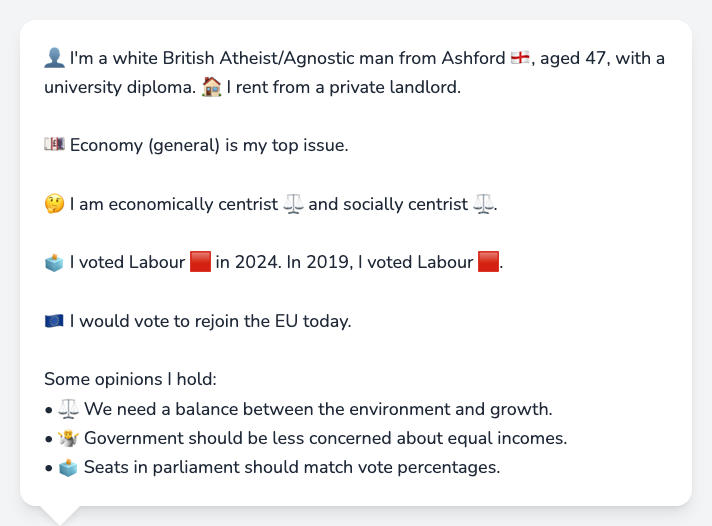 👤 I'm a white British Atheist/Agnostic man from Ashford 🏴󠁧󠁢󠁥󠁮󠁧󠁿, aged 47, with a
university diploma. 🏠 I rent from a private landlord.
💷 Economy (general) is my top issue.
🤔 I am economically centrist ⚖️ and socially centrist ⚖️.
🗳️ I voted Labour 🟥 in 2024. In 2019, I voted Labour 🟥.
🇪🇺 I would vote to rejoin the EU today.
Some opinions I hold:
• ⚖️ We need a balance between the environment and growth.
• 🤷 Government should be less concerned about equal incomes.
• 🗳️ Seats in parliament should match vote percentages.